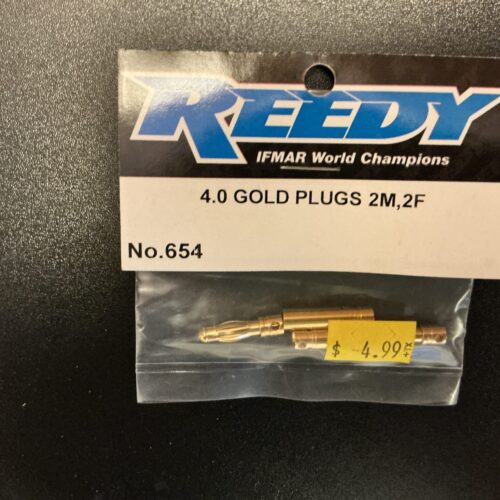 REEDY
IFMAR World Champions
4.0 GOLD PLUGS 2M,2F
No.654
$ 4.99